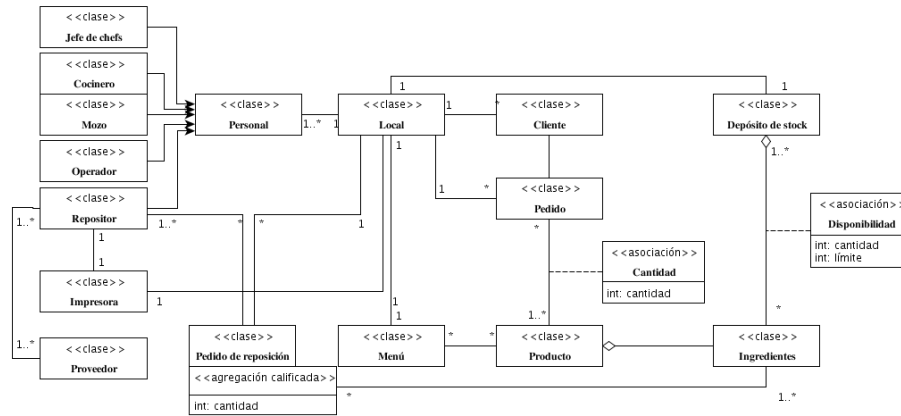 <<clase>>
Jefe de chefs
<<clase>>
Cocinero
<<clase>>
Mozo
<<clase>>
Operador
<<clase>>
Repositor
<<clase>>
Impresora
<<clase>>
Proveedor
<<clase>>
Personal
<<clase>>
Local
<<clase>>
Cliente
<<clase>>
Depósito de stock
<<clase>>
Pedido
<<asociación>>
Disponibilidad
int: cantidad
int: límite
<<asociación>>
Cantidad
int: cantidad
<<clase>>
Pedido de reposición
<<agregación calificada>>
int: cantidad
<<clase>>
Menú
<<clase>>
Producto
<<clase>>
Ingredientes
1..*
1
1
*
1
1
1
1
*
1..*
1..*
1..*
*
*
1
1
1
1
*
1..*
*
1
1
*
*
1..*
*
1..*